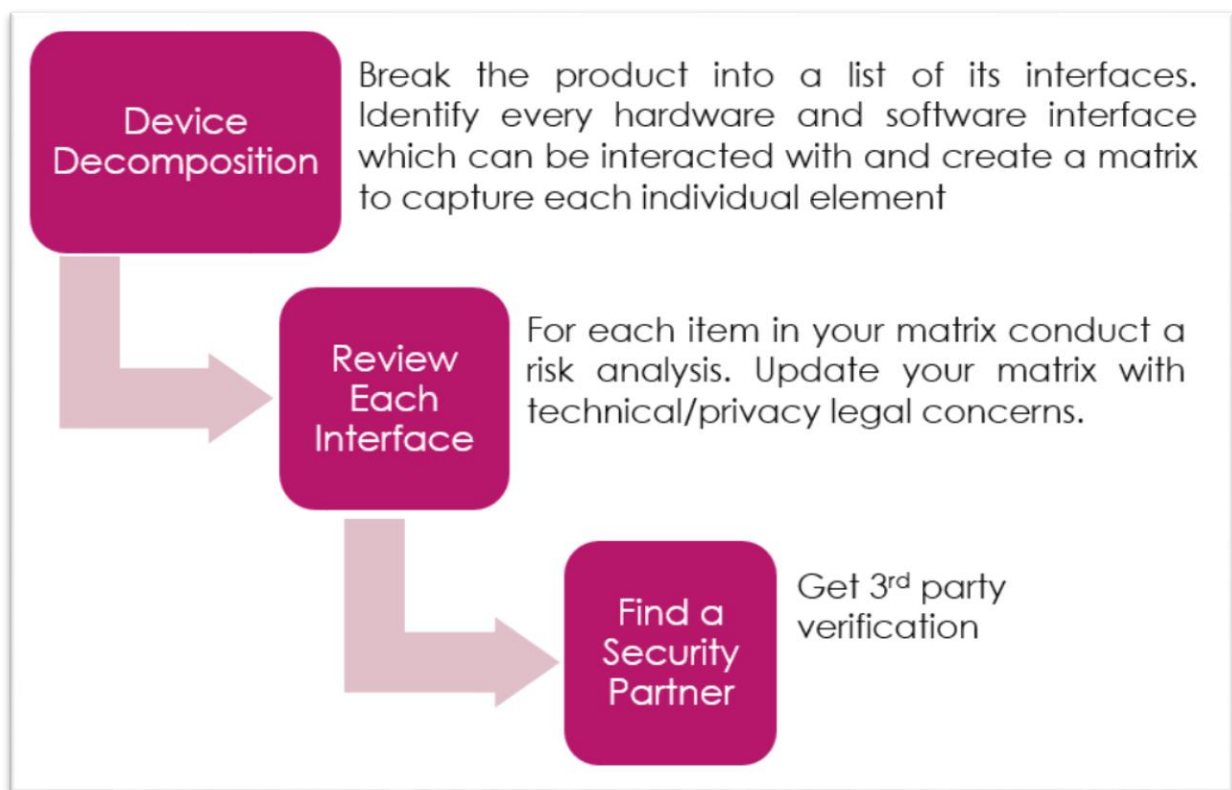 Device
Decomposition
Break the product into a list of its interfaces.
Identify every hardware and software interface
which can be interacted with and create a matrix
to capture each individual element
Review
Each
Interface
For each item in your matrix conduct a
risk analysis. Update your matrix with
technical/privacy legal concerns.
Find a
Security
Partner
Get 3rd party
verification